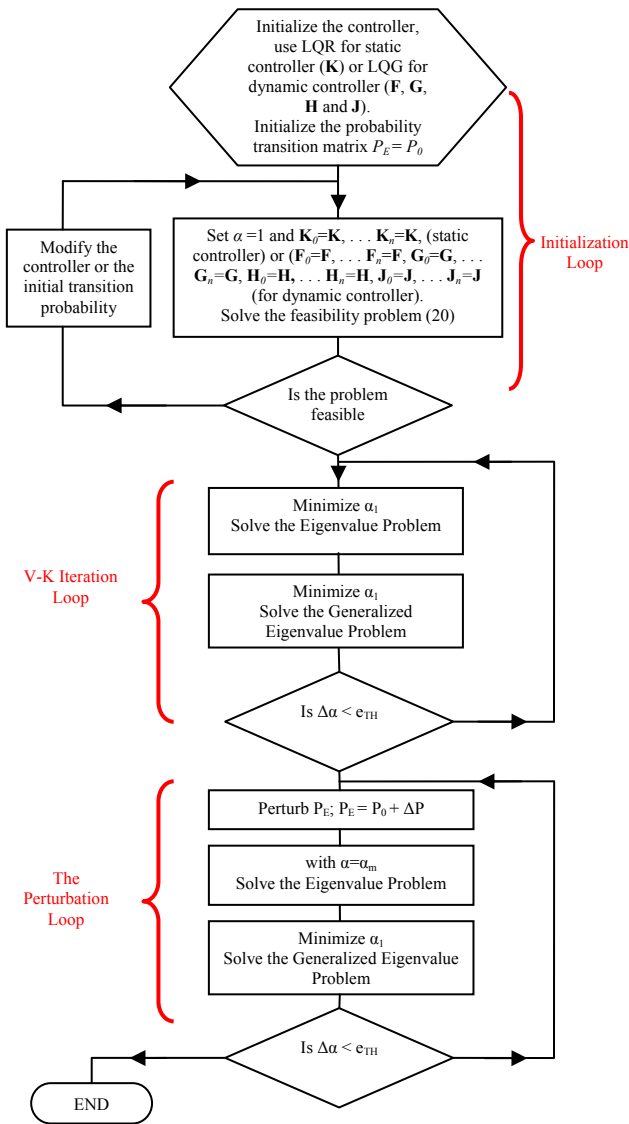 Initialize the controller,
use LQR for static
controller (K) or LQG for
dynamic controller (F, G,
H and J).
Initialize the probability
transition matrix P_E = P_0
Modify the
controller or the
initial transition
probability
Set α =1 and K_0=K, . . . K_n=K, (static
controller) or (F_0=F, . . . F_n=F, G_0=G, . . .
G_n=G, H_0=H, . . . H_n=H, J_0=J, . . . J_n=J
(for dynamic controller).
Solve the feasibility problem (20)
Initialization
Loop
Is the problem
feasible
Minimize α_1
Solve the Eigenvalue Problem
V-K Iteration
Loop
Minimize α_1
Solve the Generalized
Eigenvalue Problem
Is Δα < e_TH
Perturb P_E; P_E = P_0 + ΔP
with α=α_m
Solve the Eigenvalue Problem
The
Perturbation
Loop
Minimize α_1
Solve the Generalized Eigenvalue
Problem
Is Δα < e_TH
END